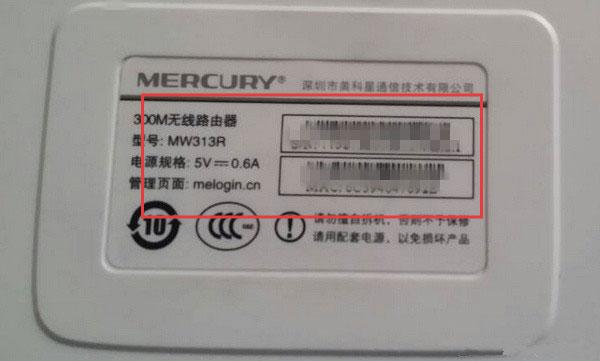 MERCURY® 深圳市美科星通信技术有限公司
300M无线路由器
型号: MW313R
电源规格: 5V⎓0.6A
管理页面: melogin.cn
10
CCC
请勿擅自拆机，否则不予保修
请用配套电源，以免损坏产品